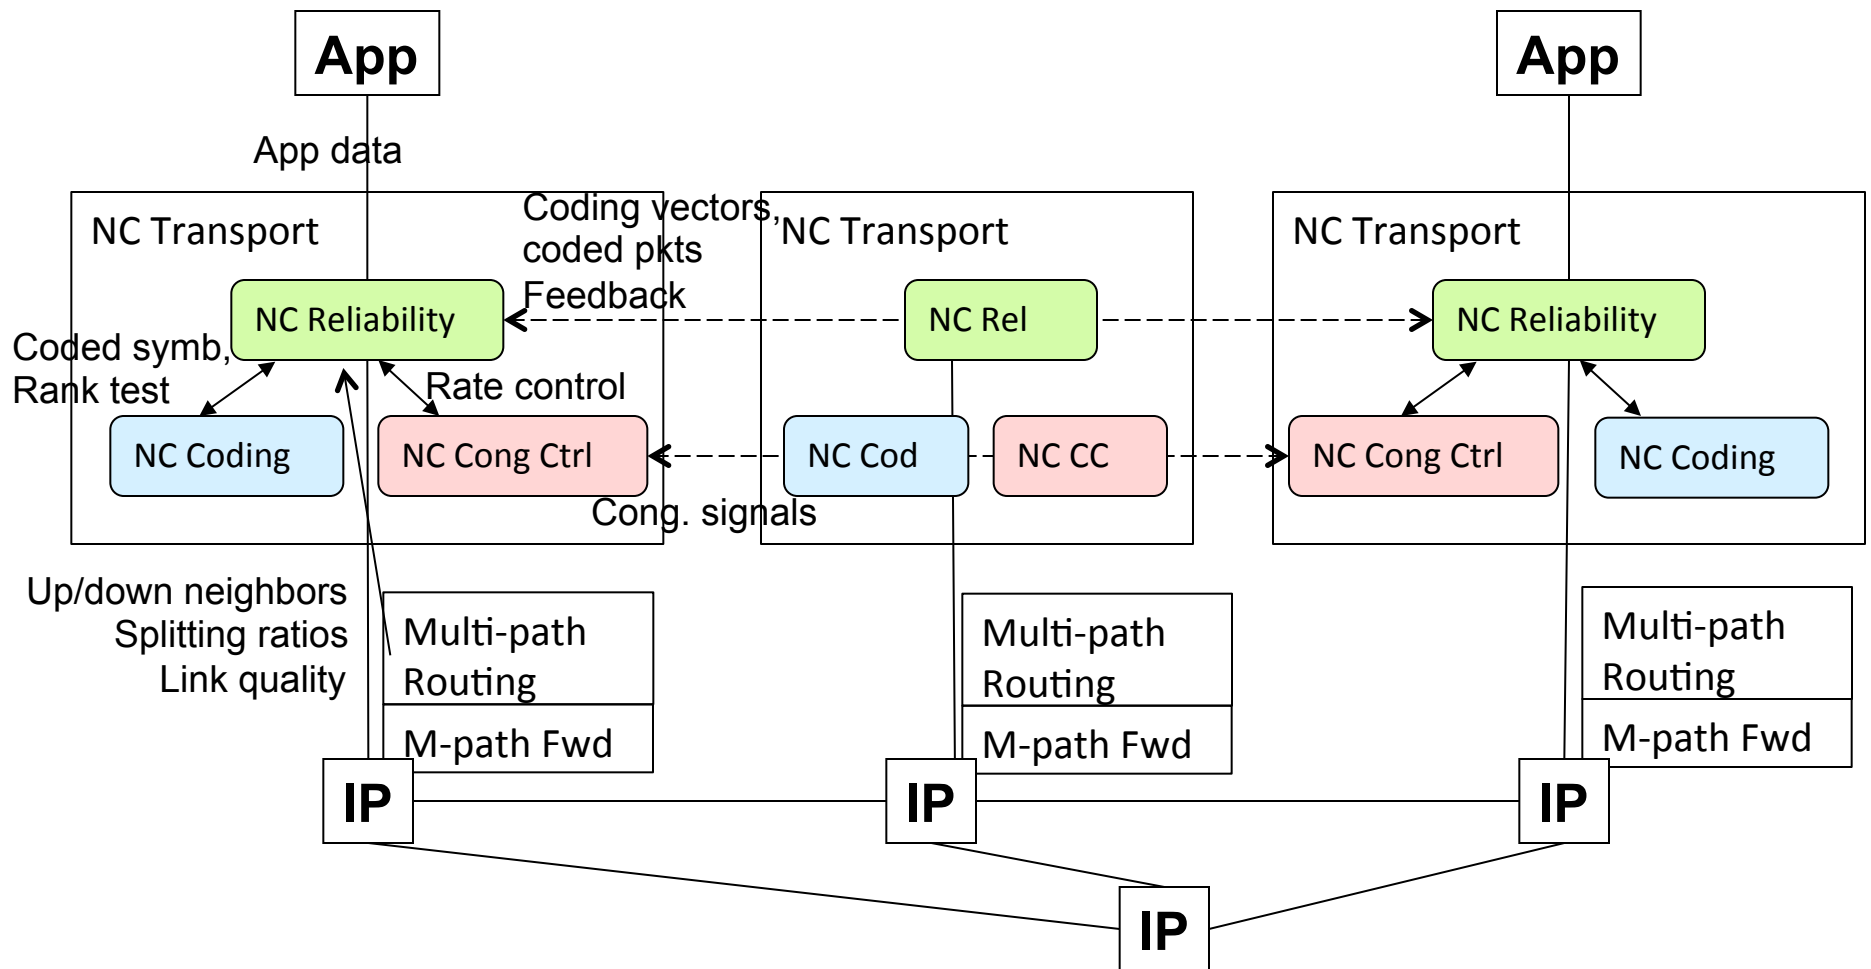 App
App
App data
NC Transport
Coding vectors,
coded pkts
Feedback
NC Transport
NC Transport
NC Reliability
NC Rel
NC Reliability
Coded symb,
Rank test
Rate control
NC Coding
NC Cong Ctrl
NC Cod
NC CC
NC Cong Ctrl
NC Coding
Cong. signals
Up/down neighbors
Splitting ratios
Link quality
Multi-path
Routing
M-path Fwd
Multi-path
Routing
M-path Fwd
Multi-path
Routing
M-path Fwd
IP
IP
IP
IP